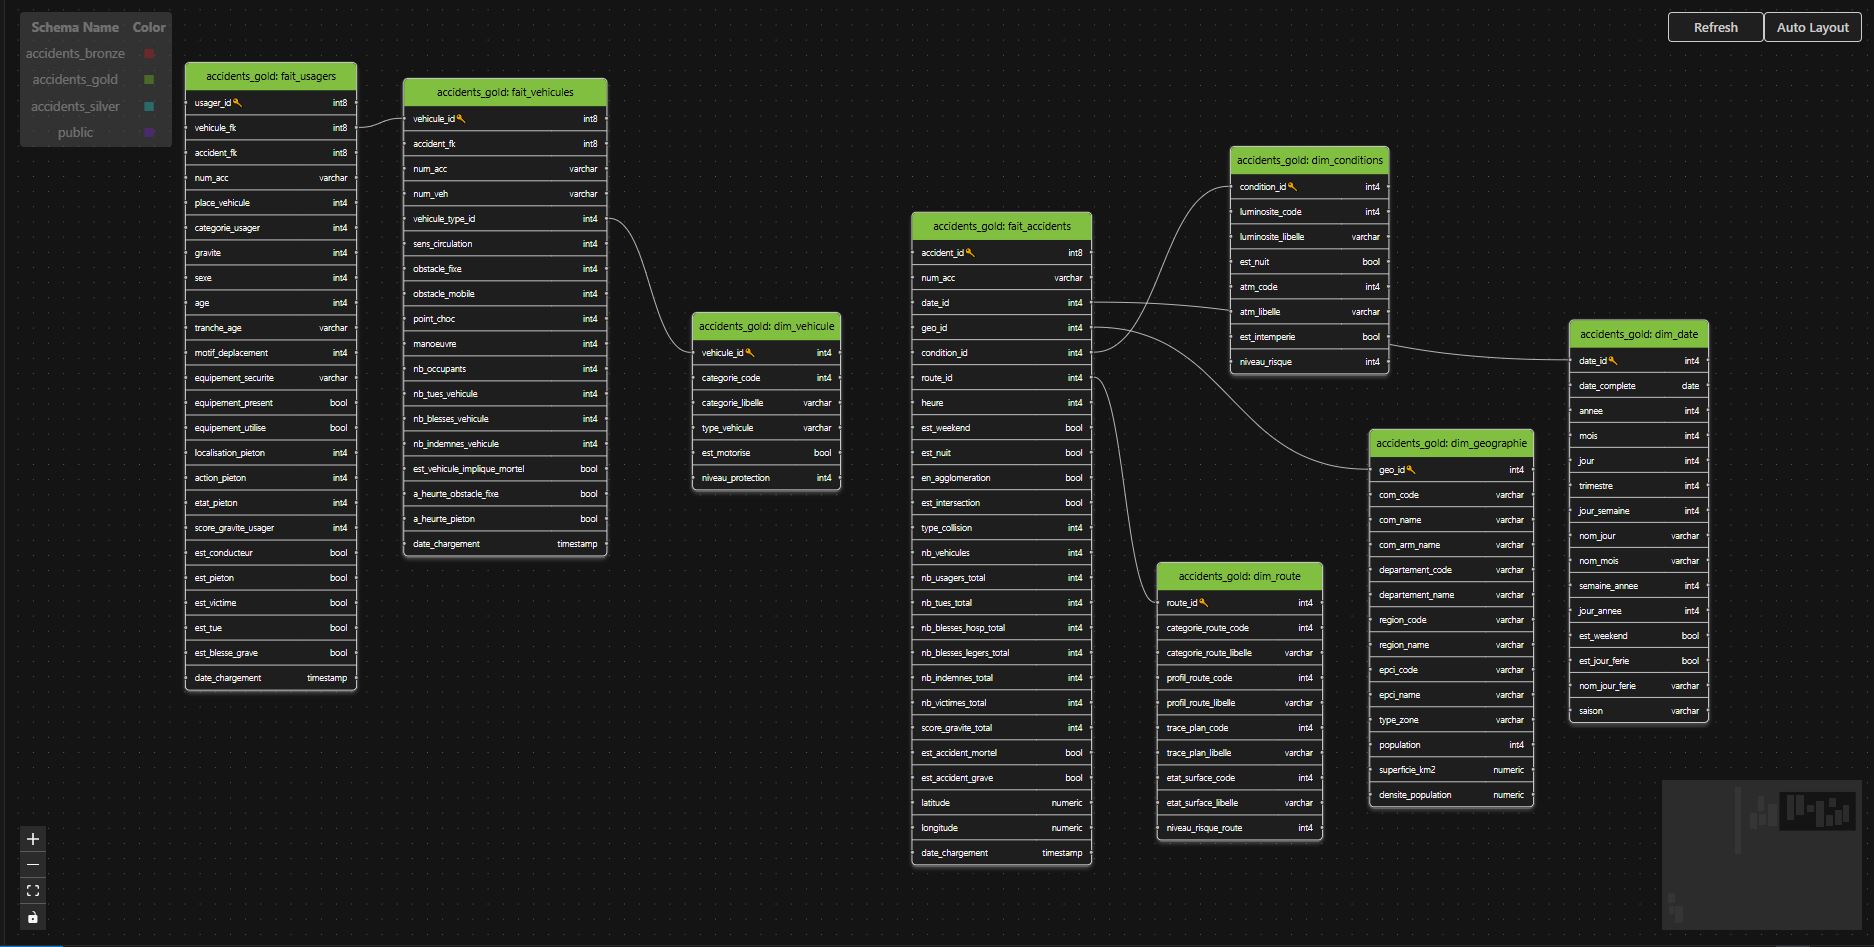 Schema Name Color
accidents_bronze
accidents_gold
accidents_silver
public
Refresh
Auto Layout
accidents_gold: fait_usagers
usager_id int8
vehicule_fk int8
accident_fk int8
num_acc varchar
place_vehicule int4
categorie_usager int4
gravite int4
sexe int4
age int4
tranche_age varchar
motif_deplacement int4
equipement_securite varchar
equipement_present bool
equipement_utilise bool
localisation_pieton int4
action_pieton int4
etat_pieton int4
score_gravite_usager int4
est_conducteur bool
est_pieton bool
est_victime bool
est_tue bool
est_blesse_grave bool
date_chargement timestamp
accidents_gold: fait_vehicules
vehicule_id int8
accident_fk int8
num_acc varchar
num_veh varchar
vehicule_type_id int4
sens_circulation int4
obstacle_fixe int4
obstacle_mobile int4
point_choc int4
manoeuvre int4
nb_occupants int4
nb_tues_vehicule int4
nb_blesses_vehicule int4
nb_indemnes_vehicule int4
est_vehicule_implique_mortel bool
a_heurte_obstacle_fixe bool
a_heurte_pieton bool
date_chargement timestamp
accidents_gold: dim_vehicule
vehicule_id int4
categorie_code int4
categorie_libelle varchar
type_vehicule varchar
est_motorise bool
niveau_protection int4
accidents_gold: fait_accidents
accident_id int8
num_acc varchar
date_id int4
geo_id int4
condition_id int4
route_id int4
heure int4
est_weekend bool
est_nuit bool
en_agglomeration bool
est_intersection bool
type_collision int4
nb_vehicules int4
nb_usagers_total int4
nb_tues_total int4
nb_blesses_hosp_total int4
nb_blesses_legers_total int4
nb_indemnes_total int4
nb_victimes_total int4
score_gravite_total int4
est_accident_mortel bool
est_accident_grave bool
latitude numeric
longitude numeric
date_chargement timestamp
accidents_gold: dim_conditions
condition_id int4
luminosite_code int4
luminosite_libelle varchar
est_nuit bool
atm_code int4
atm_libelle varchar
est_intemperie bool
niveau_risque int4
accidents_gold: dim_route
route_id int4
categorie_route_code int4
categorie_route_libelle varchar
profil_route_code int4
profil_route_libelle varchar
trace_plan_code int4
trace_plan_libelle varchar
etat_surface_code int4
etat_surface_libelle varchar
niveau_risque_route int4
accidents_gold: dim_geographie
geo_id int4
com_code varchar
com_name varchar
com_arm_name varchar
departement_code varchar
departement_name varchar
region_code varchar
region_name varchar
epci_code varchar
epci_name varchar
type_zone varchar
population int4
superficie_km2 numeric
densite_population numeric
accidents_gold: dim_date
date_id int4
date_complete date
annee int4
mois int4
jour int4
trimestre int4
jour_semaine int4
nom_jour varchar
nom_mois varchar
semaine_annee int4
jour_annee int4
est_weekend bool
est_jour_ferie bool
nom_jour_ferie varchar
saison varchar